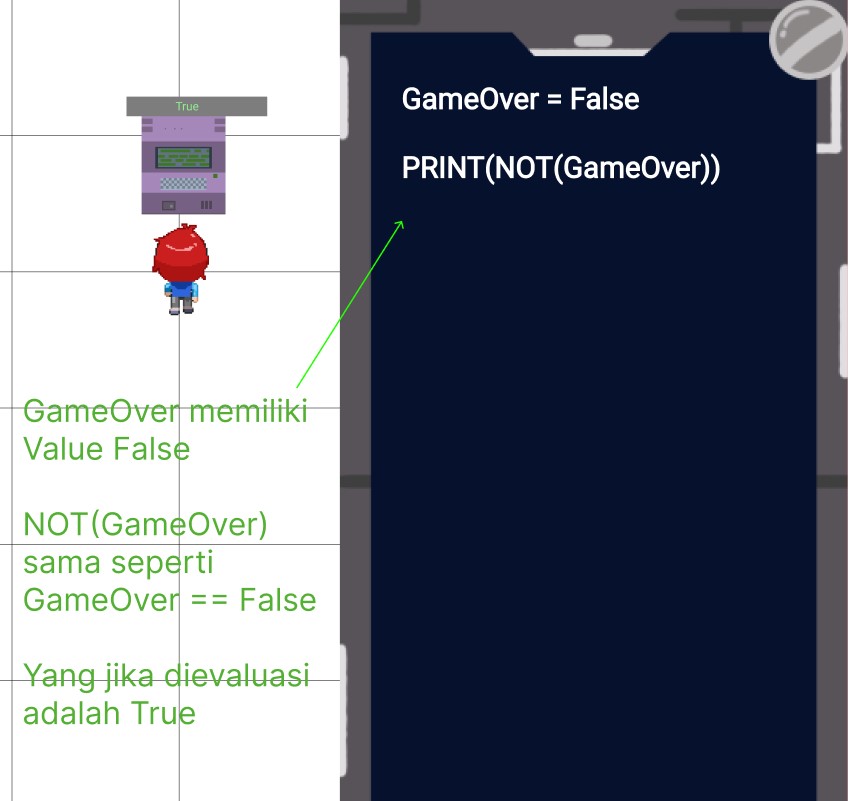 True
GameOver = False
PRINT(NOT(GameOver))
GameOver memiliki
Value False
NOT(GameOver)
sama seperti
GameOver == False
Yang jika dievaluasi
adalah True